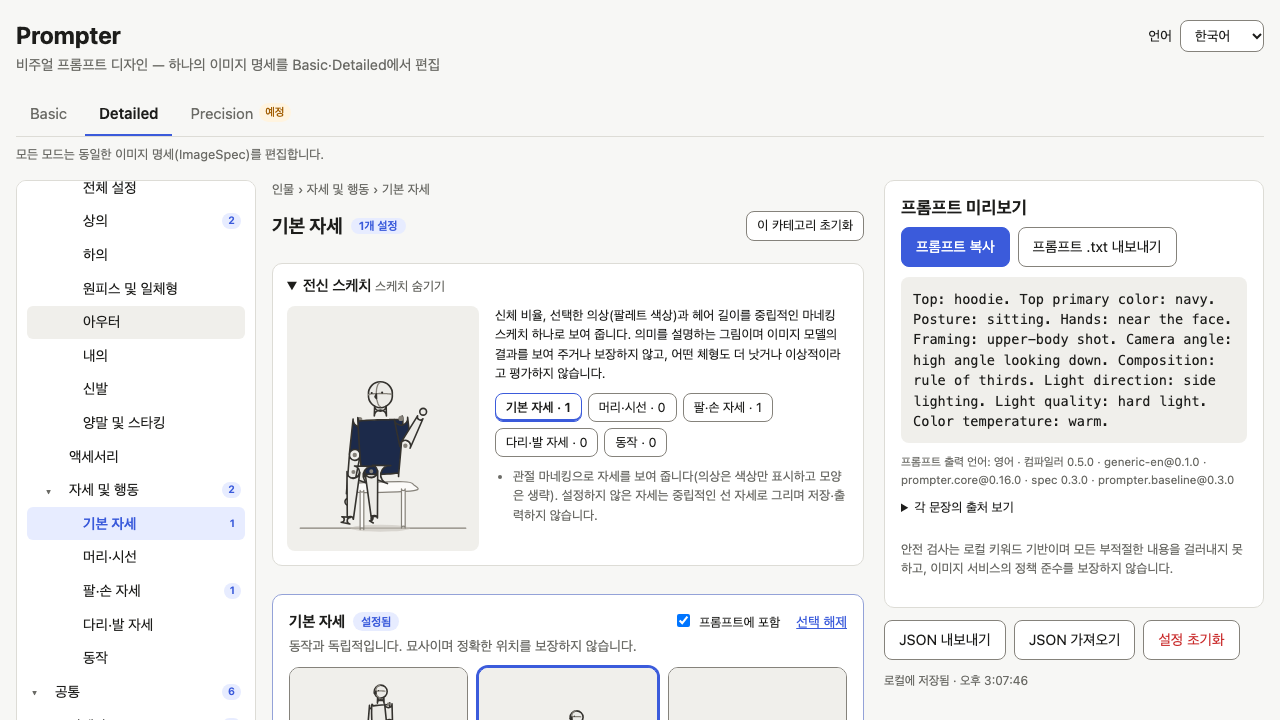 Prompter
언어
한국어
비주얼 프롬프트 디자인 — 하나의 이미지 명세를 Basic·Detailed에서 편집
Basic
Detailed
Precision 예정
모든 모드는 동일한 이미지 명세(ImageSpec)를 편집합니다.
전체 설정
상의 2
하의
원피스 및 일체형
아우터
내의
신발
양말 및 스타킹
액세서리
▾ 자세 및 행동 2
기본 자세 1
머리·시선
팔·손 자세 1
다리·발 자세
동작
▾ 공통 6
인물 › 자세 및 행동 › 기본 자세
기본 자세 1개 설정
이 카테고리 초기화
▼ 전신 스케치 스케치 숨기기
신체 비율, 선택한 의상(팔레트 색상)과 헤어 길이를 중립적인 마네킹
스케치 하나로 보여 줍니다. 의미를 설명하는 그림이며 이미지 모델의
결과를 보여 주거나 보장하지 않고, 어떤 체형도 더 낫거나 이상적이라
고 평가하지 않습니다.
기본 자세 · 1
머리·시선 · 0
팔·손 자세 · 1
다리·발 자세 · 0
동작 · 0
• 관절 마네킹으로 자세를 보여 줍니다(의상은 색상만 표시하고 모양
은 생략). 설정하지 않은 자세는 중립적인 선 자세로 그리며 저장·출
력하지 않습니다.
기본 자세 설정됨
프롬프트에 포함
선택 해제
동작과 독립적입니다. 묘사이며 정확한 위치를 보장하지 않습니다.
프롬프트 미리보기
프롬프트 복사
프롬프트 .txt 내보내기
Top: hoodie. Top primary color: navy.
Posture: sitting. Hands: near the face.
Framing: upper-body shot. Camera angle:
high angle looking down. Composition:
rule of thirds. Light direction: side
lighting. Light quality: hard light.
Color temperature: warm.
프롬프트 출력 언어: 영어 · 컴파일러 0.5.0 · generic-en@0.1.0 ·
prompter.core@0.16.0 · spec 0.3.0 · prompter.baseline@0.3.0
▶ 각 문장의 출처 보기
안전 검사는 로컬 키워드 기반이며 모든 부적절한 내용을 걸러내지 못
하고, 이미지 서비스의 정책 준수를 보장하지 않습니다.
JSON 내보내기
JSON 가져오기
설정 초기화
로컬에 저장됨 · 오후 3:07:46